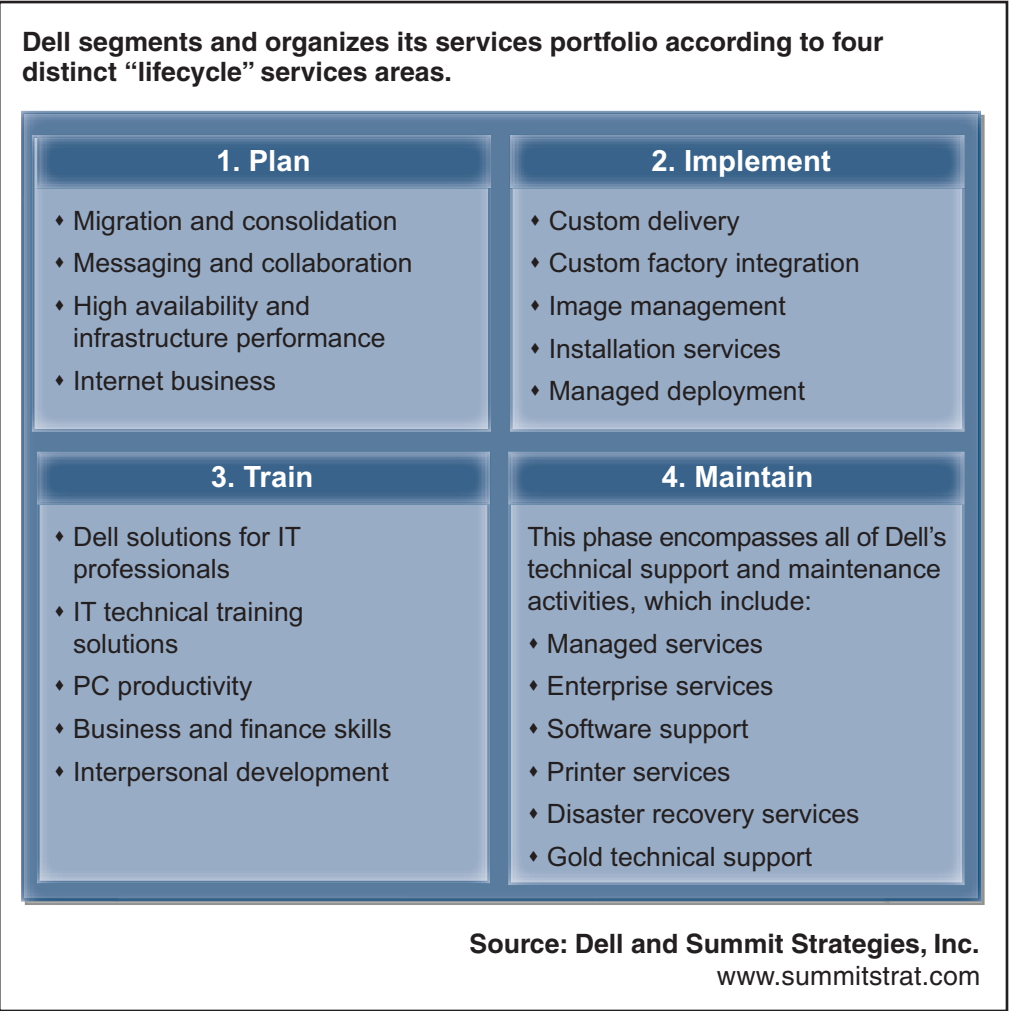 Dell segments and organizes its services portfolio according to four
distinct “lifecycle” services areas.
1. Plan
♦ Migration and consolidation
♦ Messaging and collaboration
♦ High availability and
infrastructure performance
♦ Internet business
2. Implement
♦ Custom delivery
♦ Custom factory integration
♦ Image management
♦ Installation services
♦ Managed deployment
3. Train
♦ Dell solutions for IT
professionals
♦ IT technical training
solutions
♦ PC productivity
♦ Business and finance skills
♦ Interpersonal development
4. Maintain
This phase encompasses all of Dell’s
technical support and maintenance
activities, which include:
♦ Managed services
♦ Enterprise services
♦ Software support
♦ Printer services
♦ Disaster recovery services
♦ Gold technical support
Source: Dell and Summit Strategies, Inc.
www.summitstrat.com